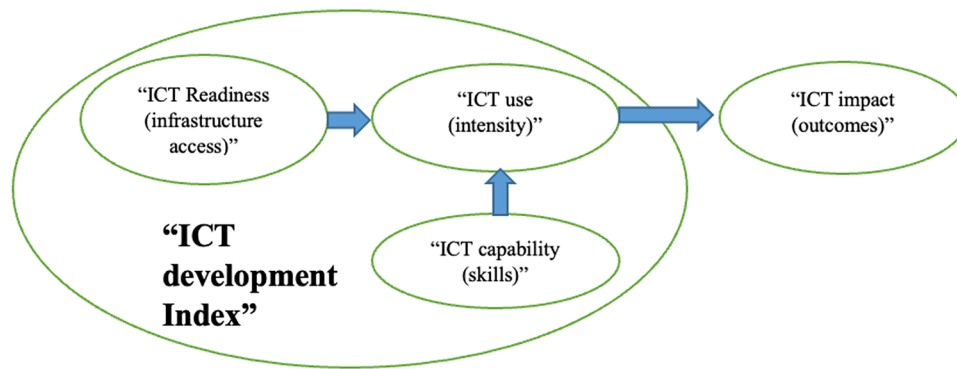 “ICT Readiness
(infrastructure
access)”
“ICT use
(intensity)”
“ICT impact
(outcomes)”
“ICT capability
(skills)”
“ICT
development
Index”